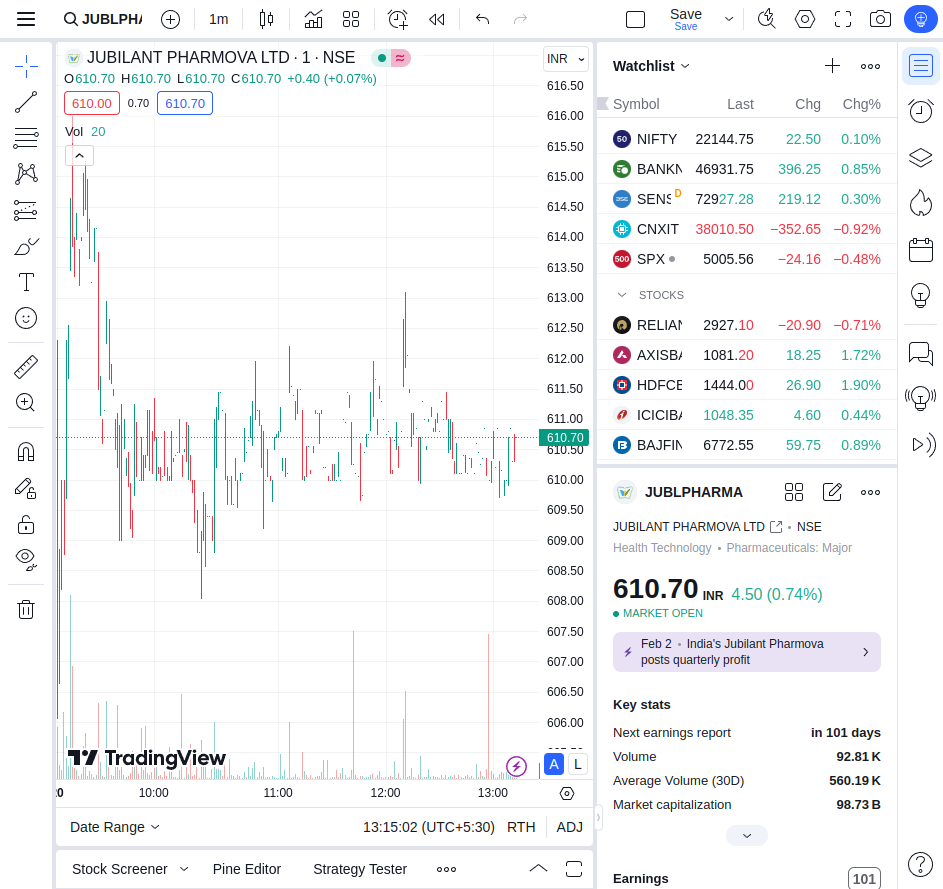 JUBLPHA
1m
Save
Save
JUBILANT PHARMOVA LTD · 1 · NSE
O610.70 H610.70 L610.70 C610.70 +0.40 (+0.07%)
610.00 0.70 610.70
Vol 20
INR
616.50
616.00
615.50
615.00
614.50
614.00
613.50
613.00
612.50
612.00
611.50
611.00
610.70
610.50
610.00
609.50
609.00
608.50
608.00
607.50
607.00
606.50
606.00
TradingView
A L
10:00 11:00 12:00 13:00
Date Range 13:15:02 (UTC+5:30) RTH ADJ
Stock Screener Pine Editor Strategy Tester
Watchlist
Symbol Last Chg Chg%
50 NIFTY 22144.75 22.50 0.10%
BANKN 46931.75 396.25 0.85%
SENS D 72927.28 219.12 0.30%
CNXIT 38010.50 −352.65 −0.92%
500 SPX 5005.56 −24.16 −0.48%
STOCKS
RELIAN 2927.10 −20.90 −0.71%
AXISBA 1081.20 18.25 1.72%
HDFCB 1444.00 26.90 1.90%
ICICIBA 1048.35 4.60 0.44%
BAJFIN 6772.55 59.75 0.89%
JUBLPHARMA
JUBILANT PHARMOVA LTD • NSE
Health Technology • Pharmaceuticals: Major
610.70 INR 4.50 (0.74%)
MARKET OPEN
Feb 2 • India's Jubilant Pharmova
posts quarterly profit
Key stats
Next earnings report in 101 days
Volume 92.81 K
Average Volume (30D) 560.19 K
Market capitalization 98.73 B
Earnings 101